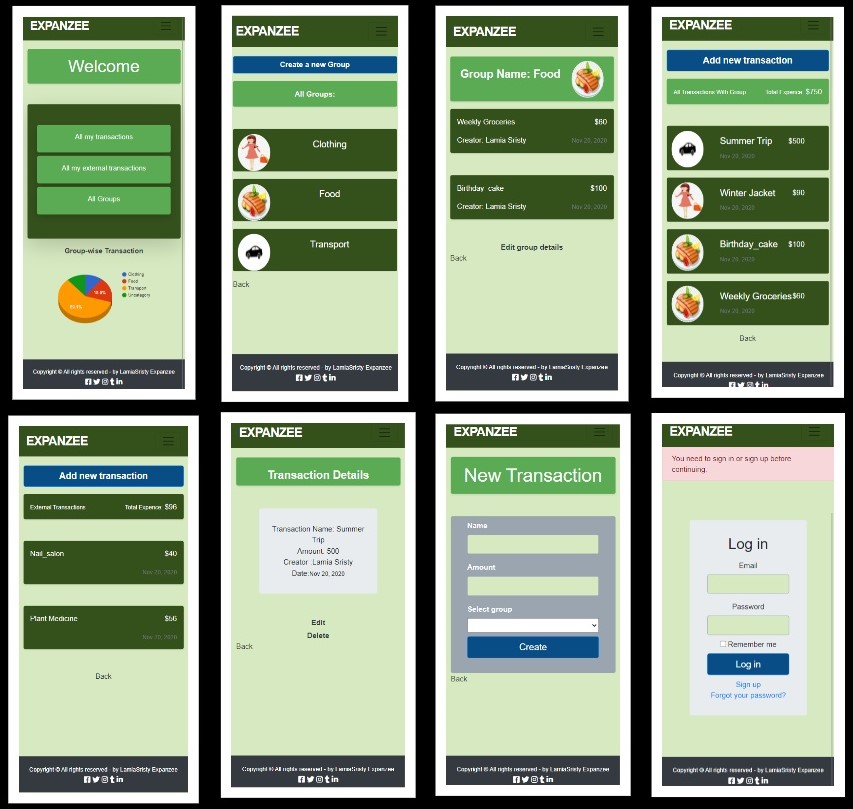 EXPANZEE
Welcome
All my transactions
All my external transactions
All Groups
Group-wise Transaction
Clothing
Food
Transport
Uncategory
Copyright © All rights reserved - by LamiaSristy Expanzee
EXPANZEE
Create a new Group
All Groups:
Clothing
Food
Transport
Back
Copyright © All rights reserved - by LamiaSristy Expanzee
EXPANZEE
Group Name: Food
Weekly Groceries $60
Creator: Lamia Sristy Nov 20, 2020
Birthday_cake $100
Creator: Lamia Sristy Nov 20, 2020
Edit group details
Back
Copyright © All rights reserved - by LamiaSristy Expanzee
EXPANZEE
Add new transaction
All Transactions With Group Total Expence $750
Summer Trip $500
Nov 20, 2020
Winter Jacket $90
Nov 20, 2020
Birthday_cake $100
Nov 20, 2020
Weekly Groceries $60
Nov 20, 2020
Back
Copyright © All rights reserved - by LamiaSristy Expanzee
EXPANZEE
Add new transaction
External Transactions Total Expence: $96
Nail_salon $40
Nov 20, 2020
Plant Medicine $56
Nov 20, 2020
Back
Copyright © All rights reserved - by LamiaSristy Expanzee
EXPANZEE
Transaction Details
Transaction Name: Summer
Trip
Amount: 500
Creator :Lamia Sristy
Date:Nov 20, 2020
Edit
Delete
Back
Copyright © All rights reserved - by LamiaSristy Expanzee
EXPANZEE
New Transaction
Name
Amount
Select group
Create
Back
Copyright © All rights reserved - by LamiaSristy Expanzee
EXPANZEE
You need to sign in or sign up before
continuing.
Log in
Email
Password
Remember me
Log in
Sign up
Forgot your password?
Copyright © All rights reserved - by LamiaSristy Expanzee